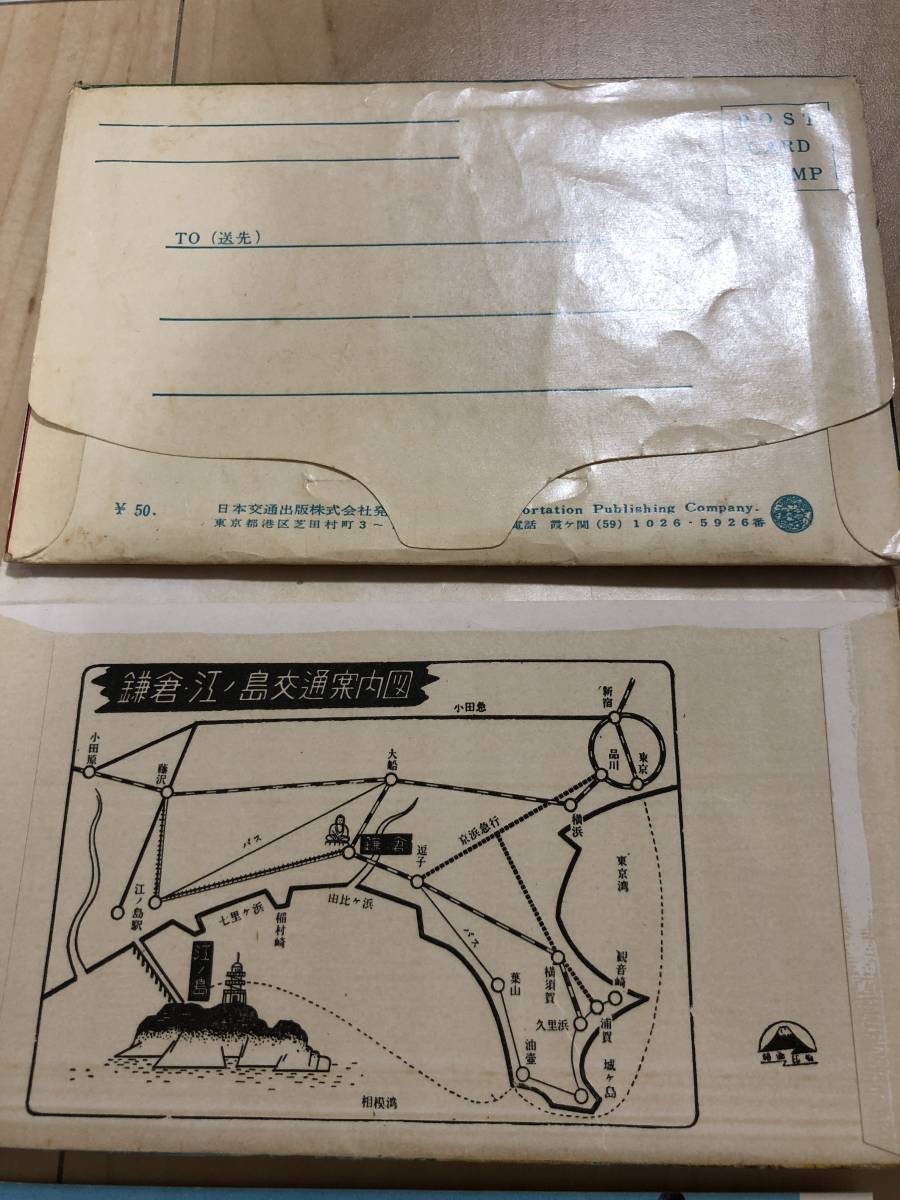 POST
CARD
MP
TO (送先)
¥ 50.
日本交通出版株式会社発
ortation Publishing Company.
東京都港区芝田村町3〜
電話 霞ヶ関 (59) 1026・5926番
鎌倉・江ノ島交通案内図
小田急
新宿
小田原
藤沢
大船
品川
東京
横浜
バス
鎌倉
京浜急行
逗子
東京湾
江ノ島駅
七里ヶ浜
稲村崎
由比ヶ浜
バス
江ノ島
葉山
横須賀
観音崎
久里浜
浦賀
油壷
城ヶ島
相模湾